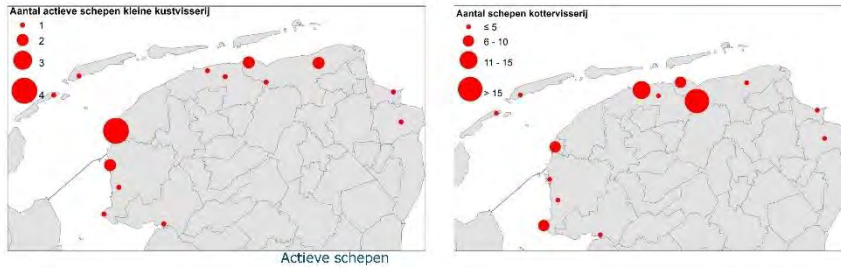 Aantal actieve schepen kleine kustvisserij
1
2
3
4
Actieve schepen
Aantal schepen kottervisserij
≤ 5
6 - 10
11 - 15
> 15